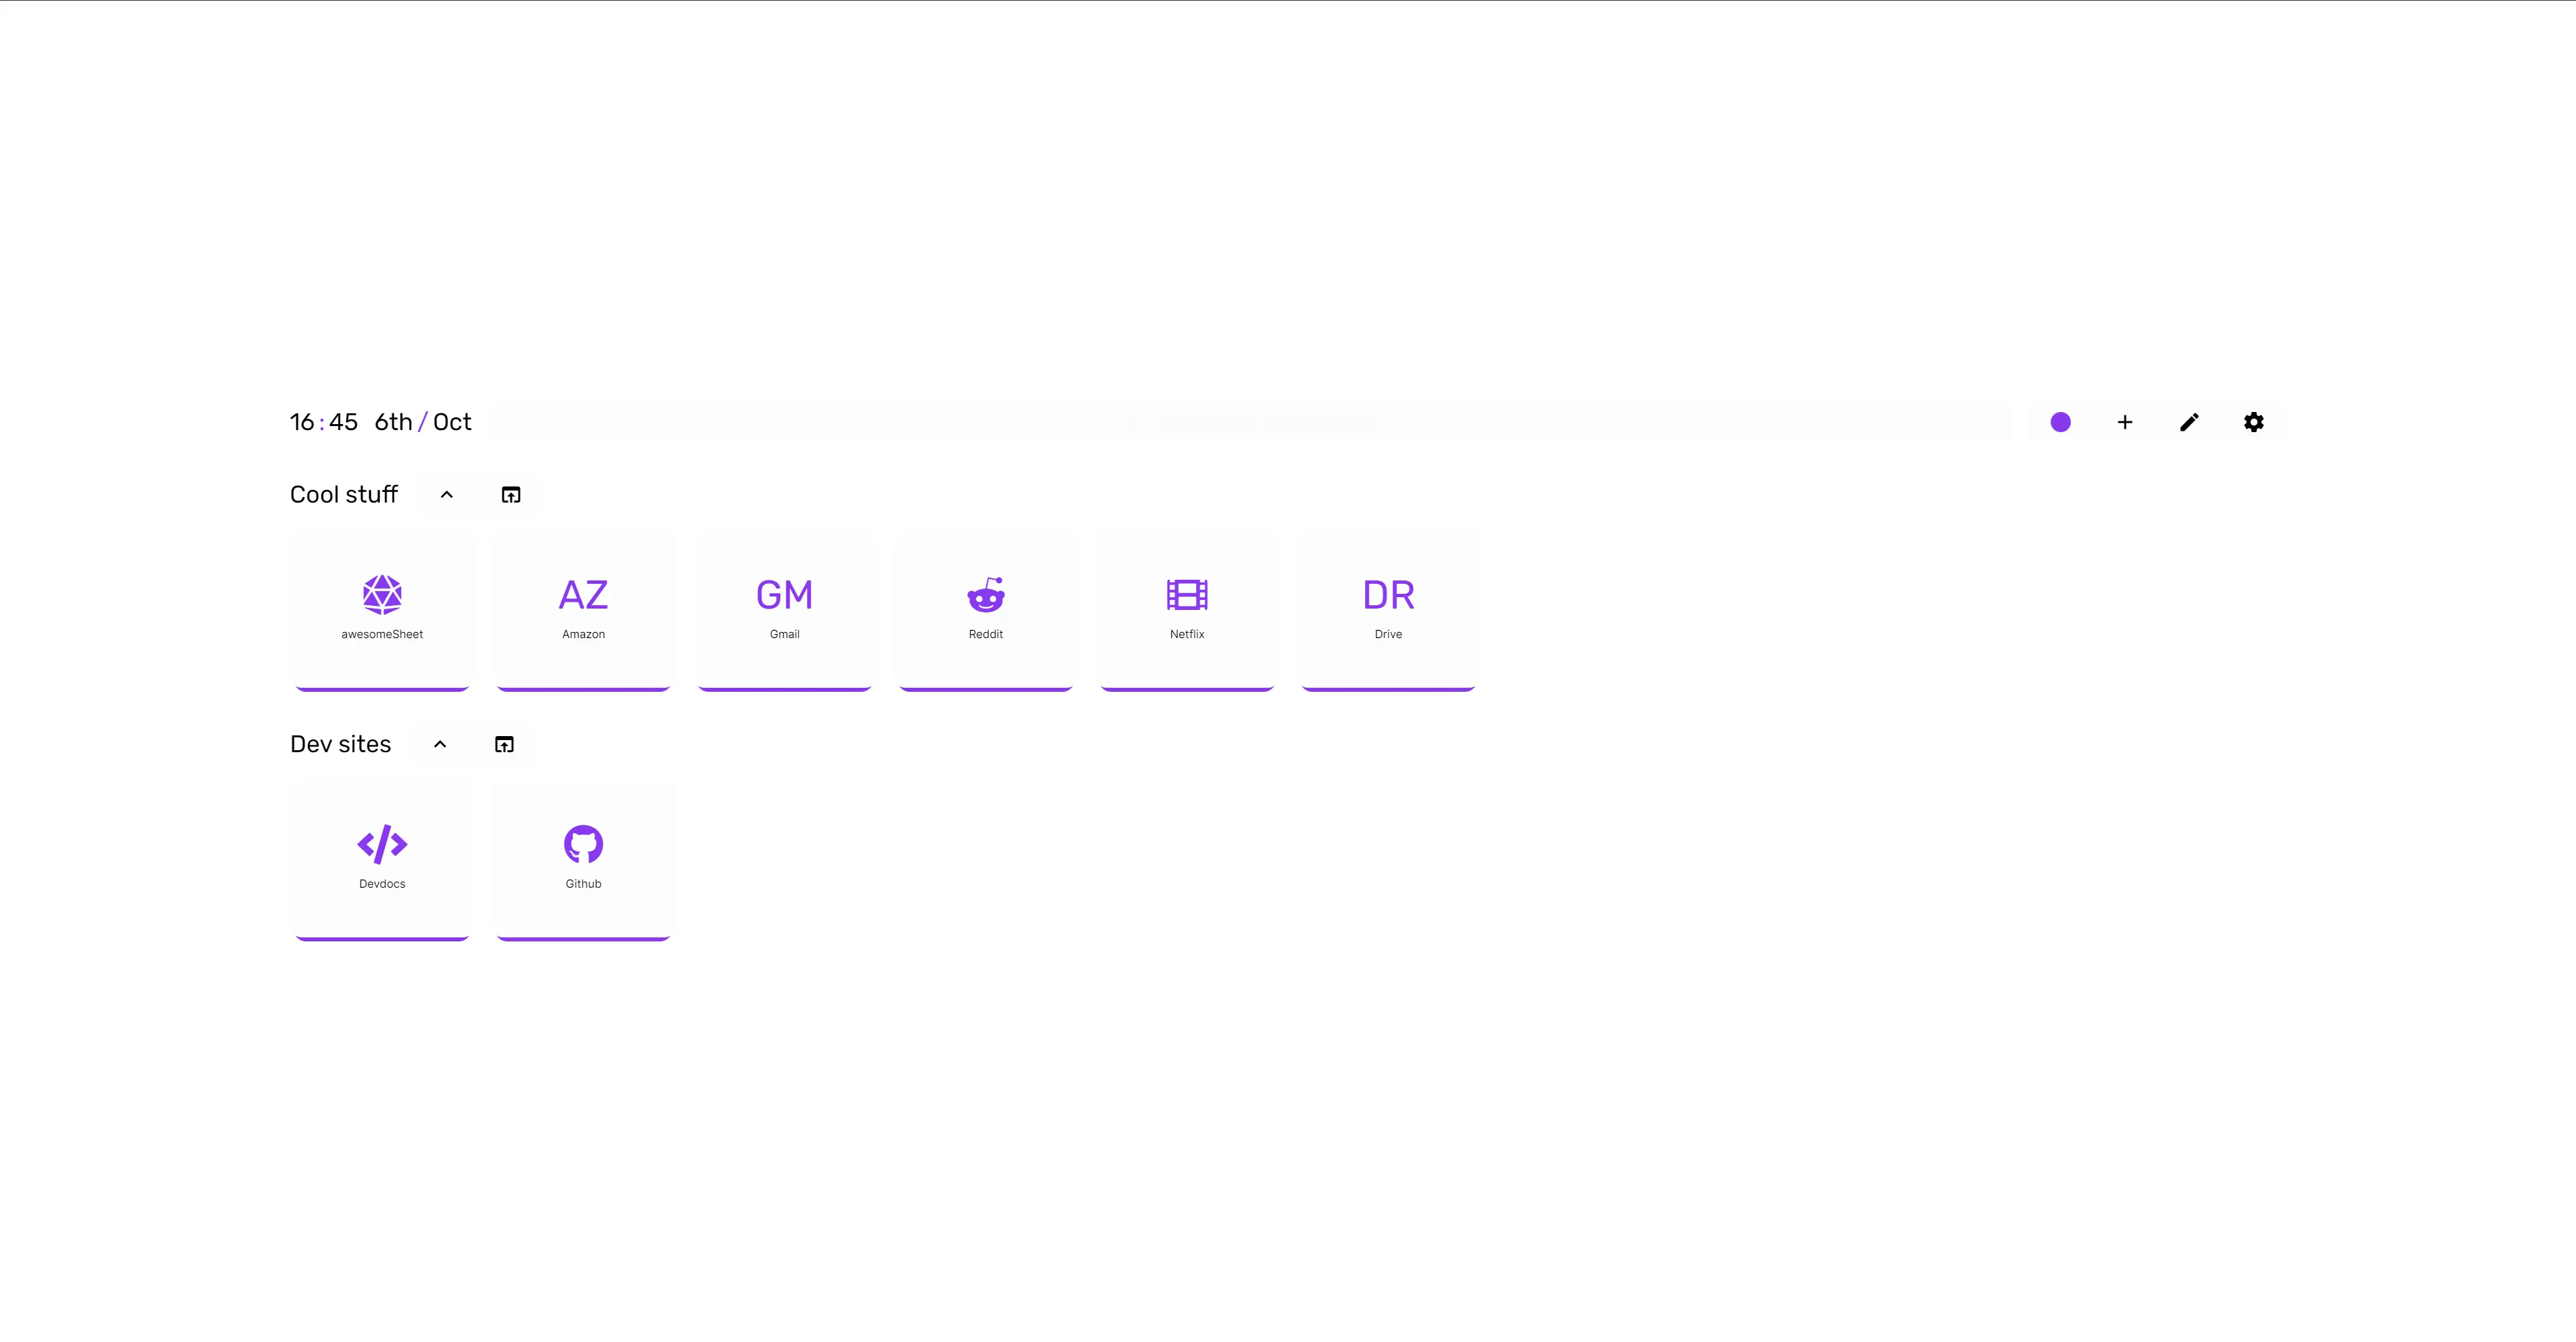 16:45 6th/Oct
Cool stuff
AZ GM DR
awesomeSheet Amazon Gmail Reddit Netflix Drive
Dev sites
Devdocs Github